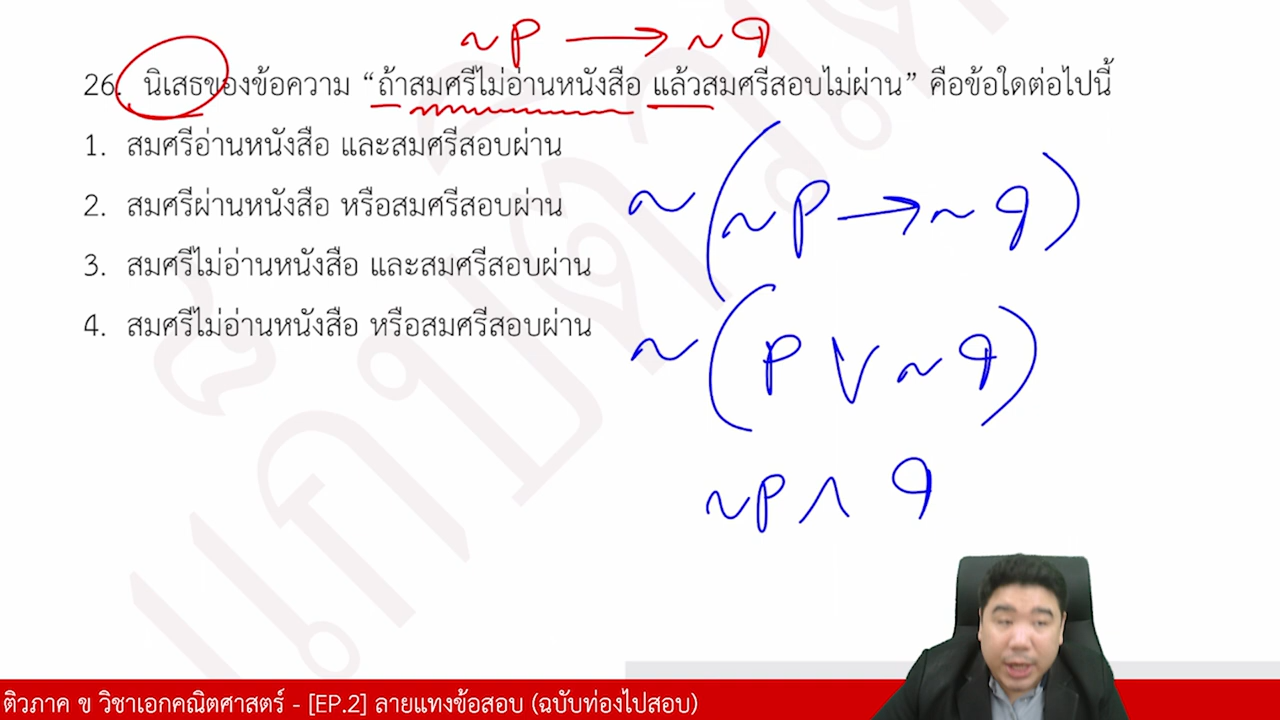 ~p → ~q
26. นิเสธของข้อความ “ถ้าสมศรีไม่อ่านหนังสือ แล้วสมศรีสอบไม่ผ่าน” คือข้อใดต่อไปนี้
1. สมศรีอ่านหนังสือ และสมศรีสอบผ่าน
2. สมศรีผ่านหนังสือ หรือสมศรีสอบผ่าน
3. สมศรีไม่อ่านหนังสือ และสมศรีสอบผ่าน
4. สมศรีไม่อ่านหนังสือ หรือสมศรีสอบผ่าน
~(~p → ~q)
~(p ∨ ~q)
~p ∧ q
ติวภาค ข วิชาเอกคณิตศาสตร์ - [EP.2] ลายแทงข้อสอบ (ฉบับท่องไปสอบ)